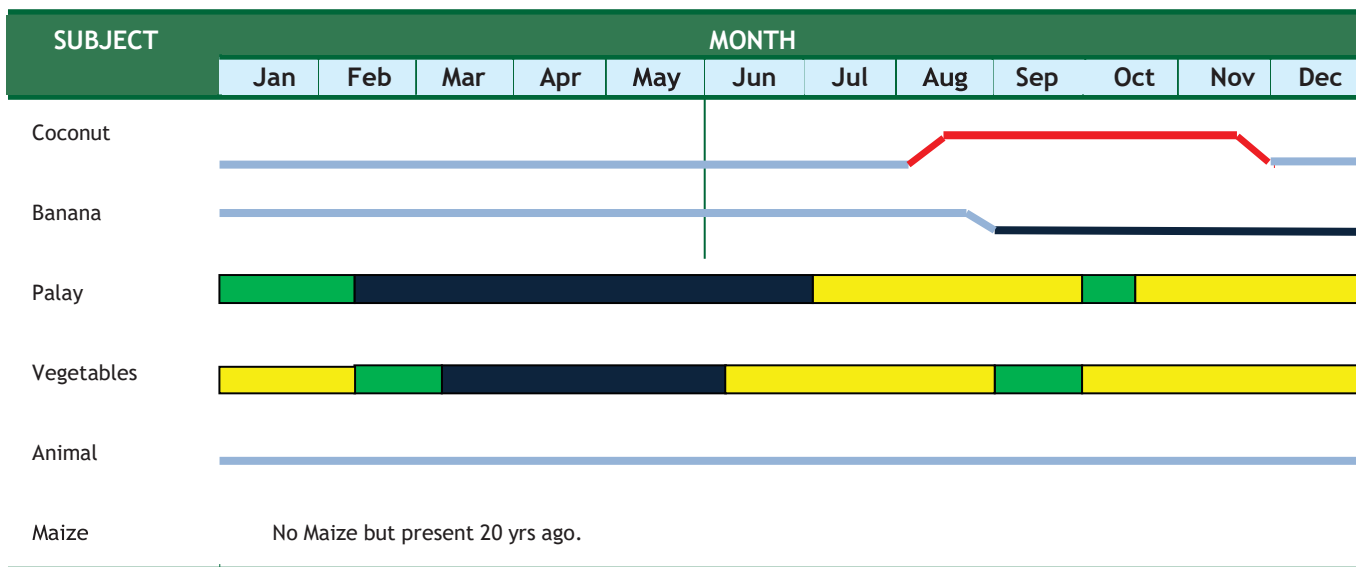 SUBJECT MONTH
Jan Feb Mar Apr May Jun Jul Aug Sep Oct Nov Dec
Coconut
Banana
Palay
Vegetables
Animal
Maize No Maize but present 20 yrs ago.